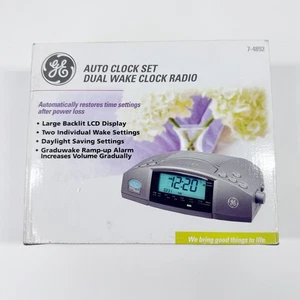 7-4893
AUTO CLOCK SET
DUAL WAKE CLOCK RADIO
Automatically restores time settings
after power loss
• Large Backlit LCD Display
• Two Individual Wake Settings
• Daylight Saving Settings
• Graduwake Ramp-up Alarm
Increases Volume Gradually
12:20
We bring good things to life.